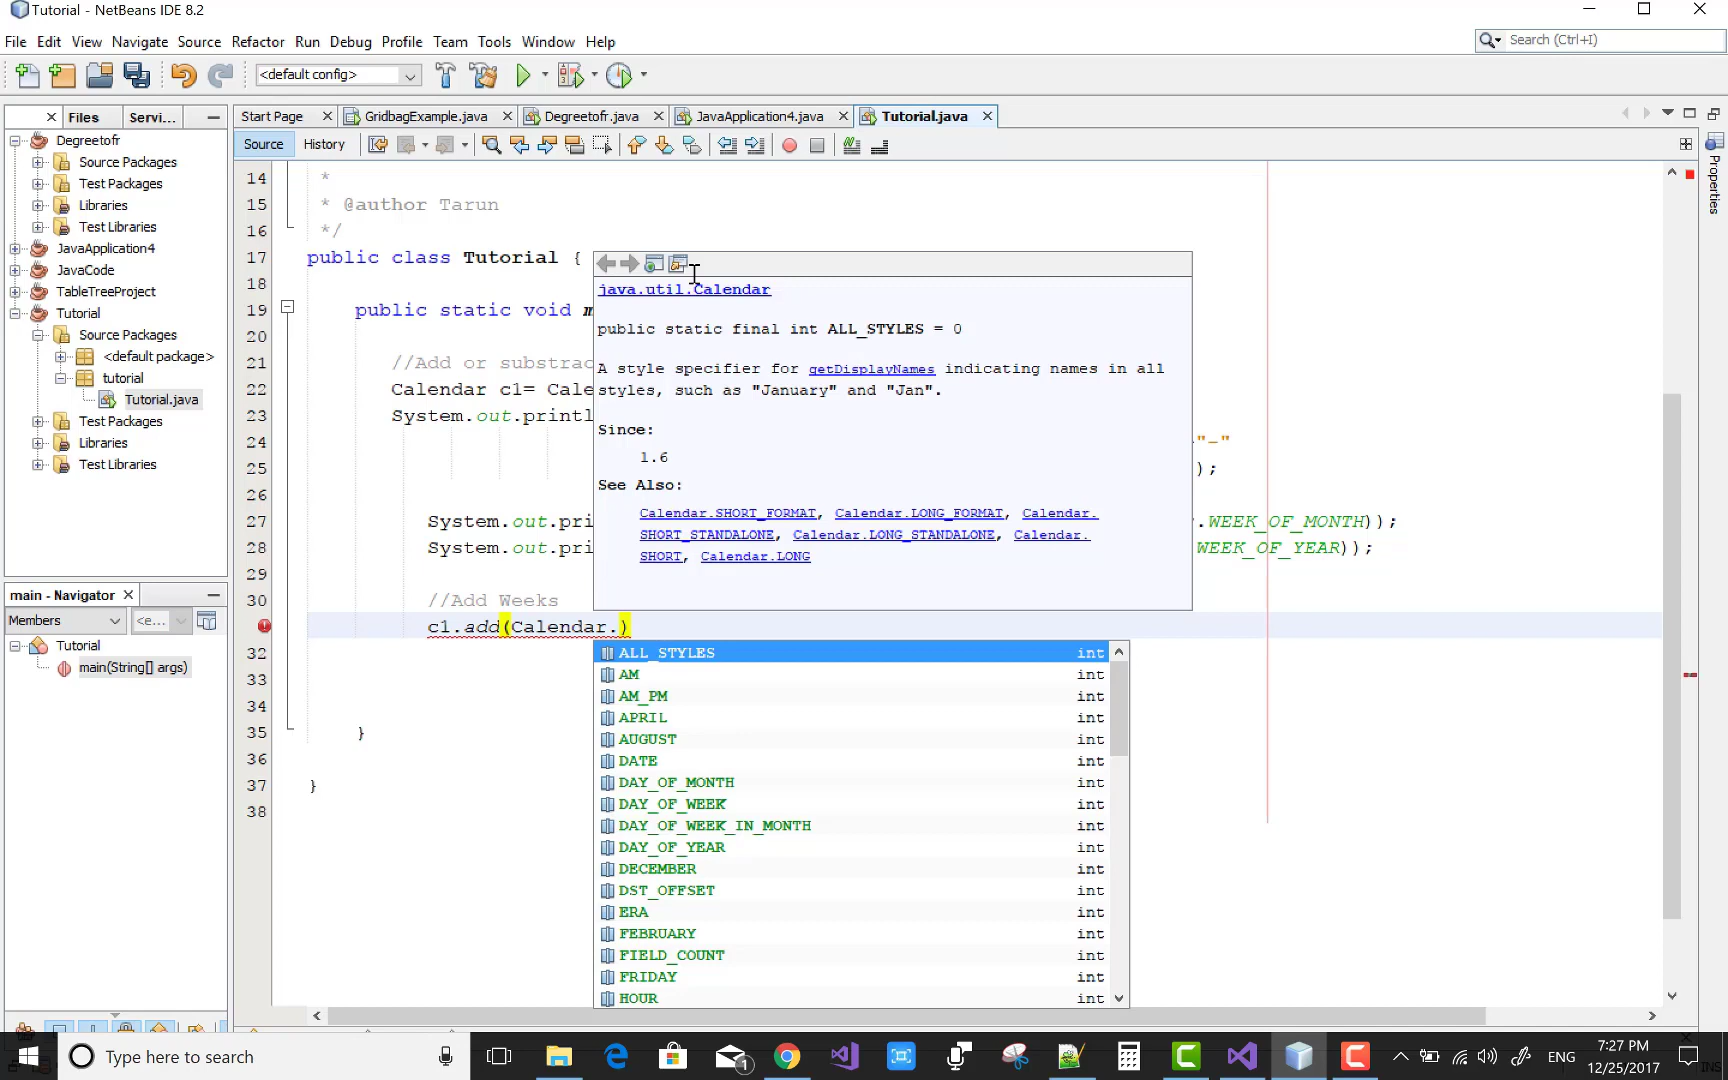 Tutorial - NetBeans IDE 8.2
File Edit View Navigate Source Refactor Run Debug Profile Team Tools Window Help
Search (Ctrl+I)
<default config>
Files Servi...
Start Page GridbagExample.java Degreetofr.java JavaApplication4.java Tutorial.java
Source History
Degreetofr
Source Packages
Test Packages
Libraries
Test Libraries
JavaApplication4
JavaCode
TableTreeProject
Tutorial
Source Packages
<default package>
tutorial
Tutorial.java
Test Packages
Libraries
Test Libraries
main - Navigator
Members <e...
Tutorial
main(String[] args)
Properties
14 *
15 * @author Tarun
16 */
17 public class Tutorial {
18
19 public static void m
20
21 //Add or substrac
22 Calendar c1= Cale
23 System.out.printl
24 "-"
25 );
26
27 System.out.pri .WEEK_OF_MONTH));
28 System.out.pri WEEK_OF_YEAR));
29
30 //Add Weeks
c1.add(Calendar.)
32
33
34
35 }
36
37 }
38
java.util.Calendar
public static final int ALL_STYLES = 0
A style specifier for getDisplayNames indicating names in all
styles, such as "January" and "Jan".
Since:
1.6
See Also:
Calendar.SHORT_FORMAT, Calendar.LONG_FORMAT, Calendar.
SHORT_STANDALONE, Calendar.LONG_STANDALONE, Calendar.
SHORT, Calendar.LONG
ALL_STYLES int
AM int
AM_PM int
APRIL int
AUGUST int
DATE int
DAY_OF_MONTH int
DAY_OF_WEEK int
DAY_OF_WEEK_IN_MONTH int
DAY_OF_YEAR int
DECEMBER int
DST_OFFSET int
ERA int
FEBRUARY int
FIELD_COUNT int
FRIDAY int
HOUR int
Type here to search
1
ENG
7:27 PM
12/25/2017
INS